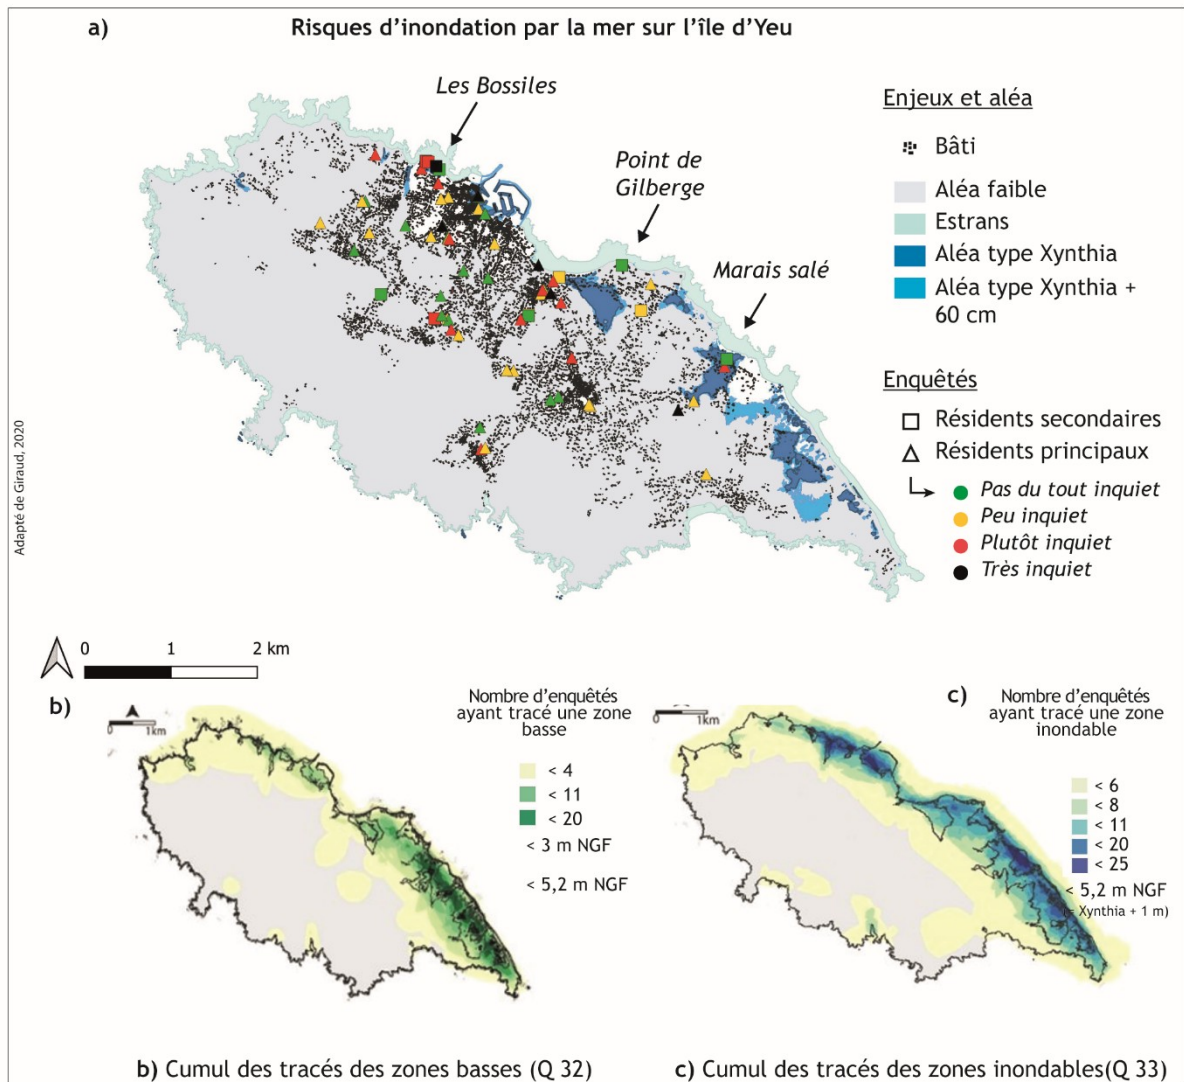 a)
Risques d'inondation par la mer sur l'île d'Yeu
Les Bossiles
Point de
Gilberge
Marais salé
Enjeux et aléa
Bâti
Aléa faible
Estrans
Aléa type Xynthia
Aléa type Xynthia +
60 cm
Enquêtés
Résidents secondaires
Résidents principaux
Pas du tout inquiet
Peu inquiet
Plutôt inquiet
Très inquiet
Adapté de Giraud, 2020
0 1 2 km
b)
1km
Nombre d'enquêtés
ayant tracé une zone
basse
< 4
< 11
< 20
< 3 m NGF
< 5,2 m NGF
c)
1km
Nombre d'enquêtés
ayant tracé une zone
inondable
< 6
< 8
< 11
< 20
< 25
< 5,2 m NGF
(= Xynthia + 1 m)
b) Cumul des tracés des zones basses (Q 32)
c) Cumul des tracés des zones inondables(Q 33)